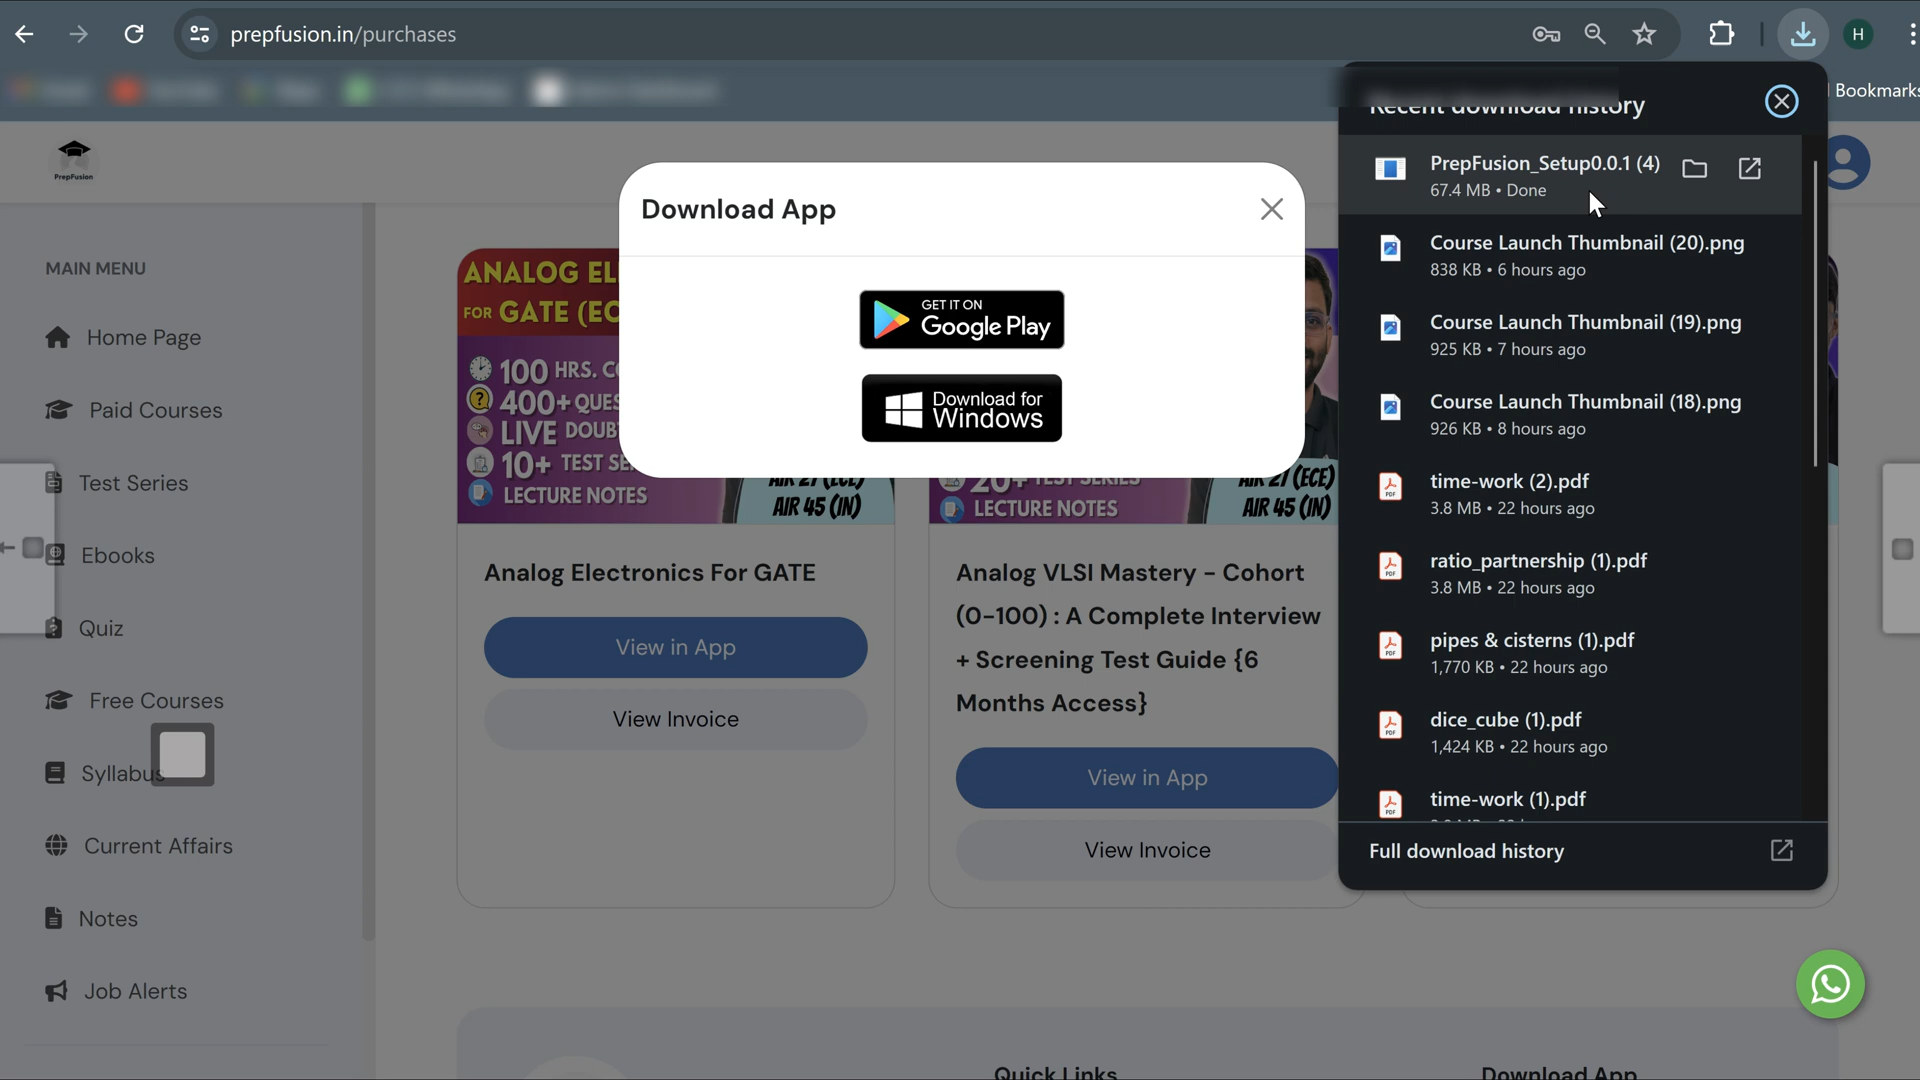 prepfusion.in/purchases
H
Bookmarks
PrepFusion
MAIN MENU
Home Page
Paid Courses
Test Series
Ebooks
Quiz
Free Courses
Syllabus
Current Affairs
Notes
Job Alerts
Download App
GET IT ON
Google Play
Download for
Windows
ANALOG EL
FOR GATE (EC
100 HRS. C
400+ QUES
LIVE DOUB
10+ TEST SE
LECTURE NOTES
AIR 27 (ECE)
AIR 45 (IN)
Analog Electronics For GATE
View in App
View Invoice
20+ TEST SERIES
LECTURE NOTES
AIR 27 (ECE)
AIR 45 (IN)
Analog VLSI Mastery – Cohort
(0-100) : A Complete Interview
+ Screening Test Guide {6
Months Access}
View in App
View Invoice
Recent download history
PrepFusion_Setup0.0.1 (4)
67.4 MB • Done
Course Launch Thumbnail (20).png
838 KB • 6 hours ago
Course Launch Thumbnail (19).png
925 KB • 7 hours ago
Course Launch Thumbnail (18).png
926 KB • 8 hours ago
time-work (2).pdf
3.8 MB • 22 hours ago
ratio_partnership (1).pdf
3.8 MB • 22 hours ago
pipes & cisterns (1).pdf
1,770 KB • 22 hours ago
dice_cube (1).pdf
1,424 KB • 22 hours ago
time-work (1).pdf
Full download history
Quick Links
Download App